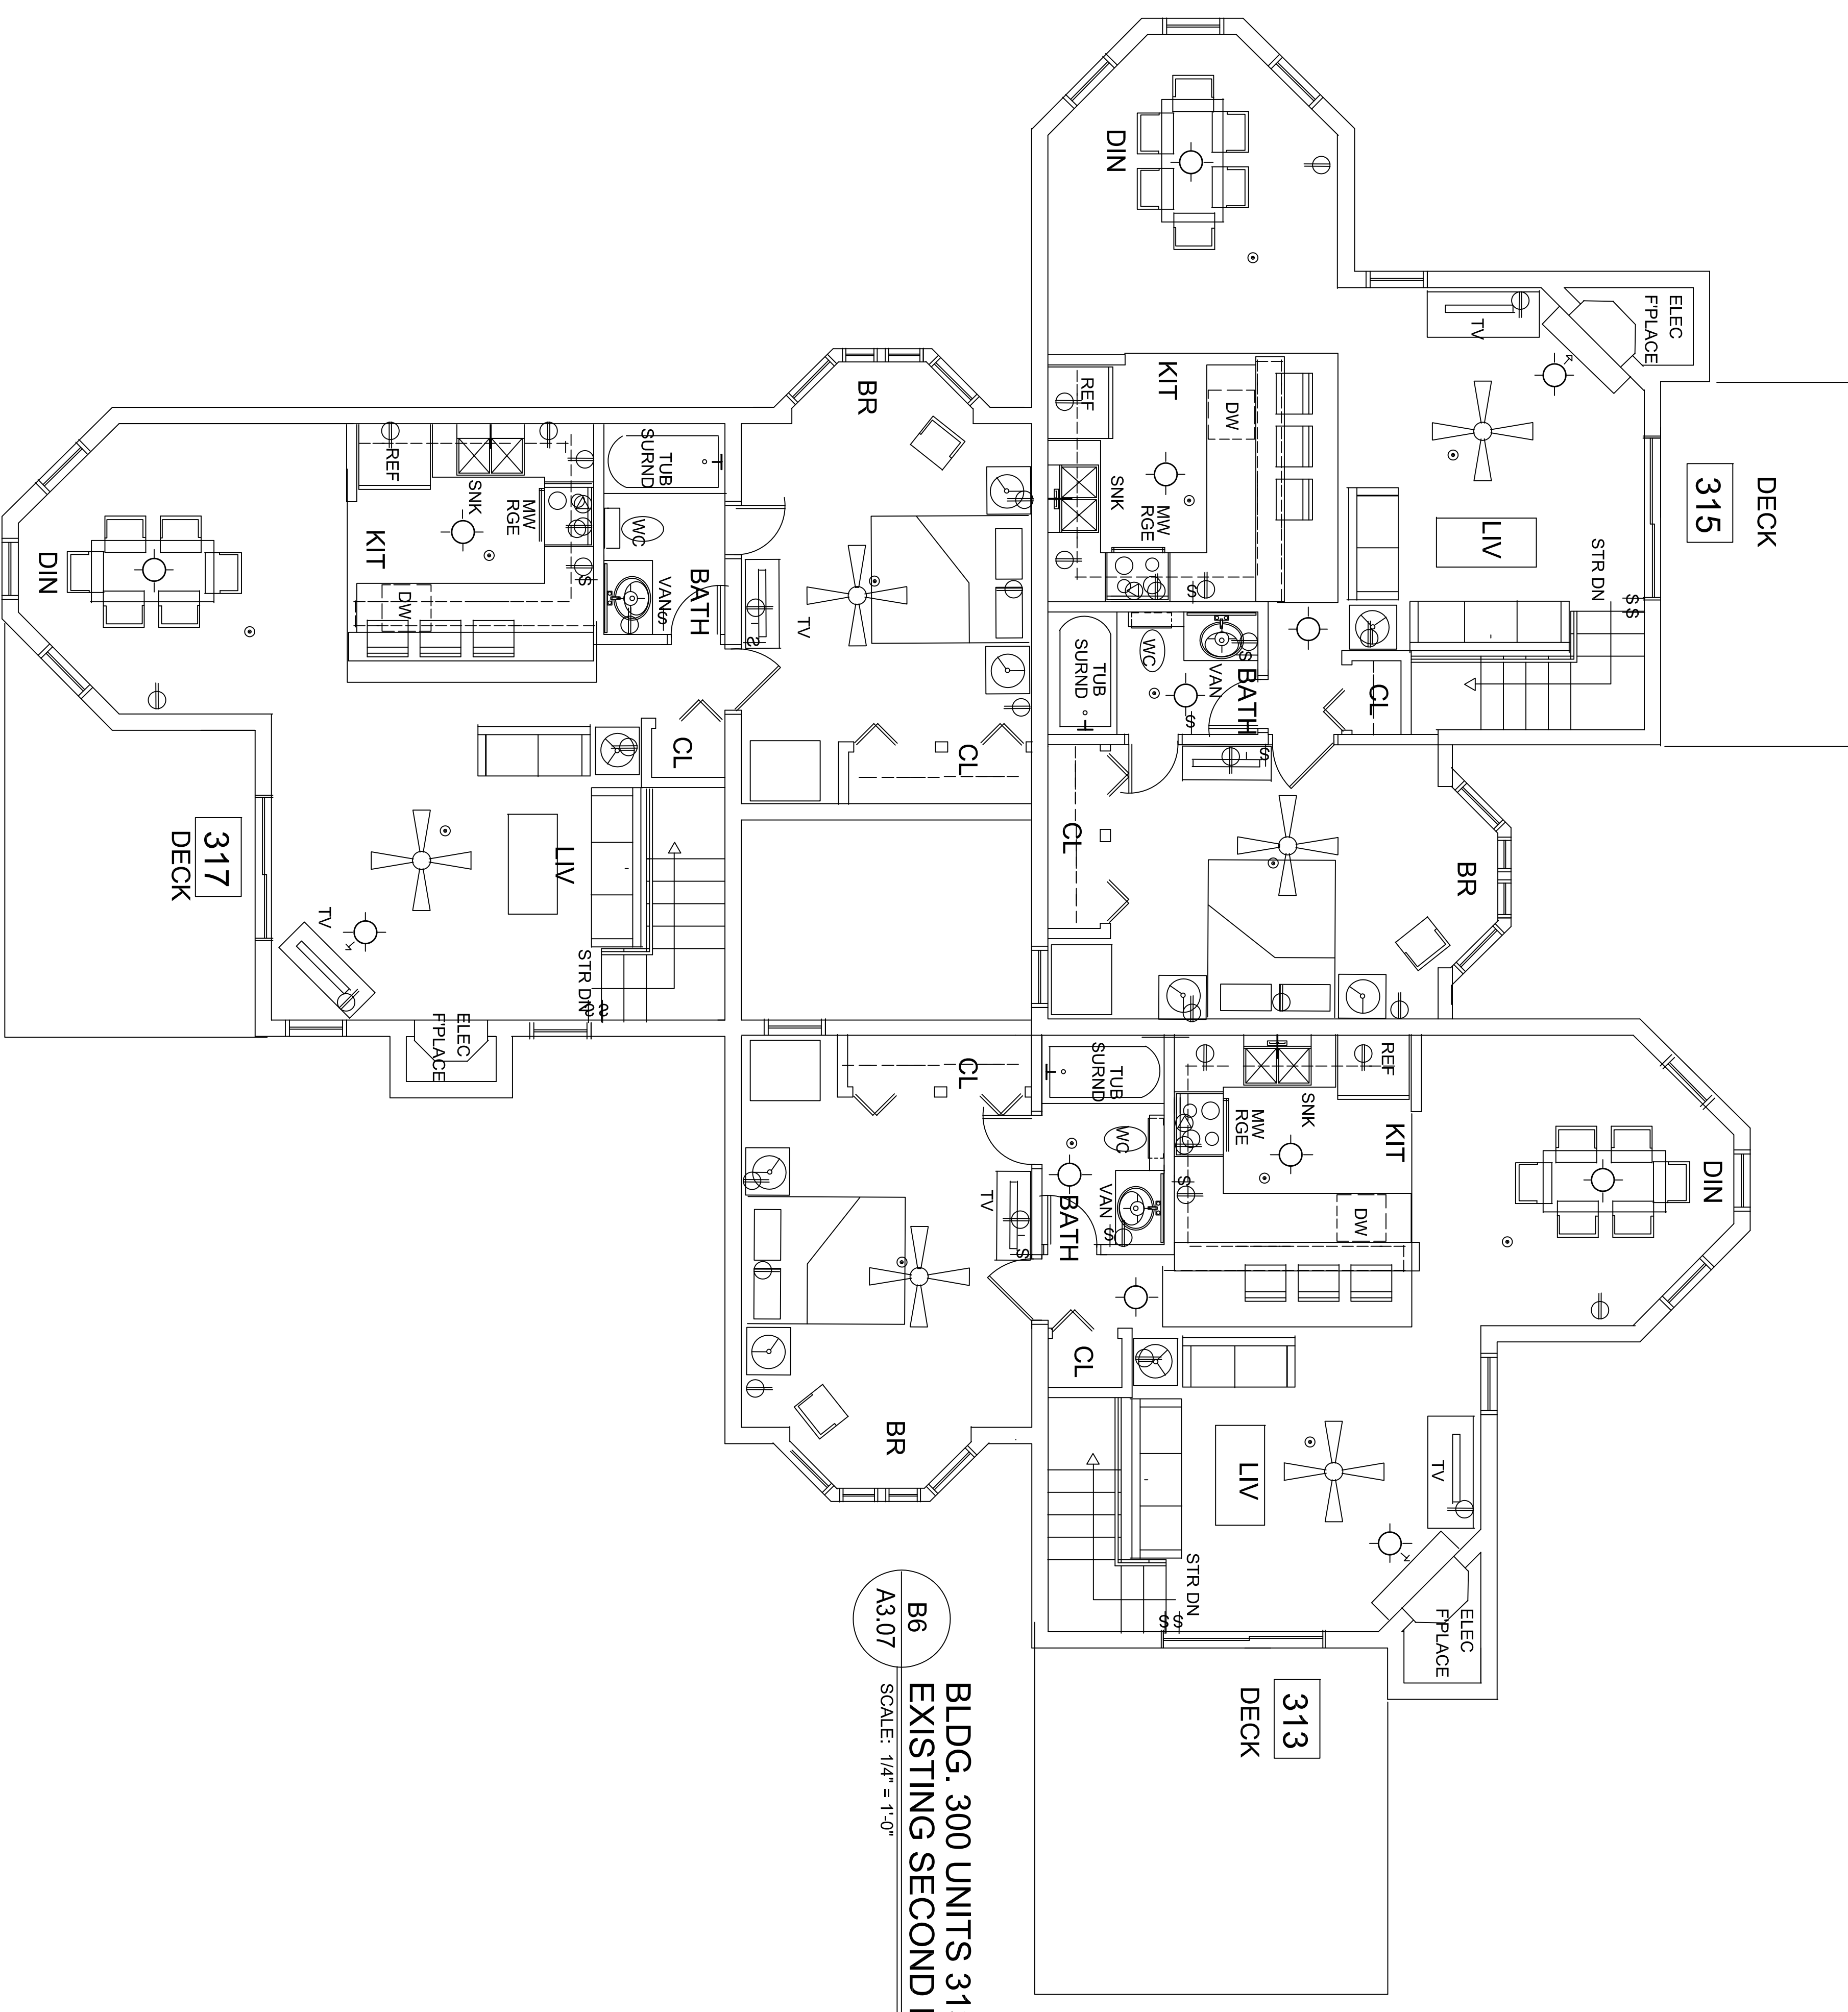 DECK
315
ELEC
F'PLACE
TV
LIV
STR DN
S S
DIN
KIT
REF
DW
SNK
MW
RGE
S
TUB
SURND
WC
VAN
S
BATH
S
S
CL
CL
BR
BR
TV
S
CL
CL
BATH
S
VAN
WC
TUB
SURND
REF
SNK
MW
RGE
S
KIT
DW
DIN
LIV
317
DECK
TV
STR DN
S S
ELEC
F'PLACE
CL
TUB
SURND
WC
VAN
S
BATH
S
TV
BR
CL
REF
SNK
MW
RGE
S
KIT
DW
DIN
LIV
TV
STR DN
S S
ELEC
F'PLACE
313
DECK
B6
A3.07
BLDG. 300 UNITS 31
EXISTING SECOND
SCALE: 1/4" = 1'-0"